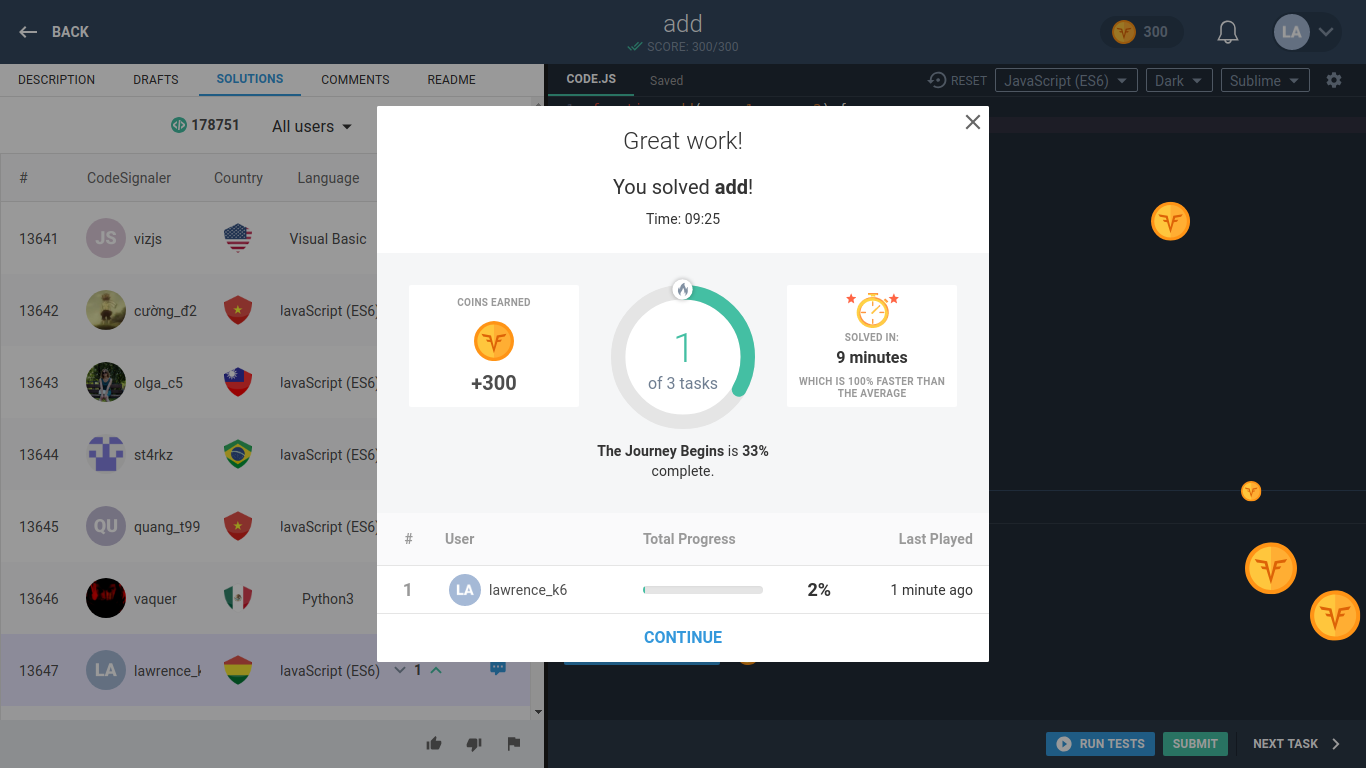 BACK
add
SCORE: 300/300
300
LA
DESCRIPTION DRAFTS SOLUTIONS COMMENTS README
CODE.JS Saved RESET JavaScript (ES6) Dark Sublime
178751 All users
# CodeSignaler Country Language
13641 JS vizjs Visual Basic
13642 cường_đ2 JavaScript (ES6)
13643 olga_c5 JavaScript (ES6)
13644 st4rkz JavaScript (ES6)
13645 QU quang_t99 JavaScript (ES6)
13646 vaquer Python3
13647 LA lawrence_k JavaScript (ES6) 1
Great work!
You solved add!
Time: 09:25
COINS EARNED
+300
1
of 3 tasks
SOLVED IN:
9 minutes
WHICH IS 100% FASTER THAN
THE AVERAGE
The Journey Begins is 33%
complete.
# User Total Progress Last Played
1 LA lawrence_k6 2% 1 minute ago
CONTINUE
RUN TESTS SUBMIT NEXT TASK